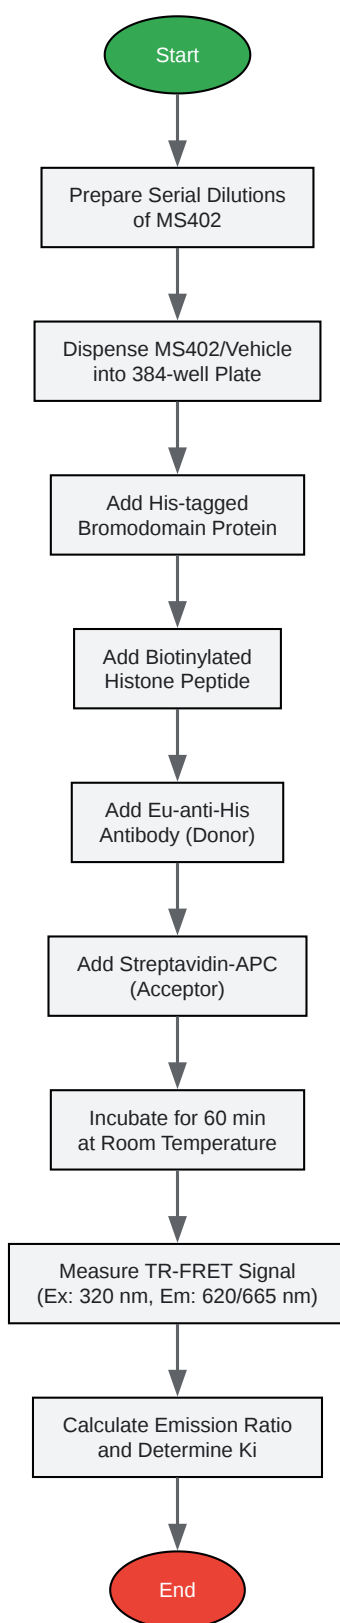 Start
Prepare Serial Dilutions
of MS402
Dispense MS402/Vehicle
into 384-well Plate
Add His-tagged
Bromodomain Protein
Add Biotinylated
Histone Peptide
Add Eu-anti-His
Antibody (Donor)
Add Streptavidin-APC
(Acceptor)
Incubate for 60 min
at Room Temperature
Measure TR-FRET Signal
(Ex: 320 nm, Em: 620/665 nm)
Calculate Emission Ratio
and Determine Ki
End